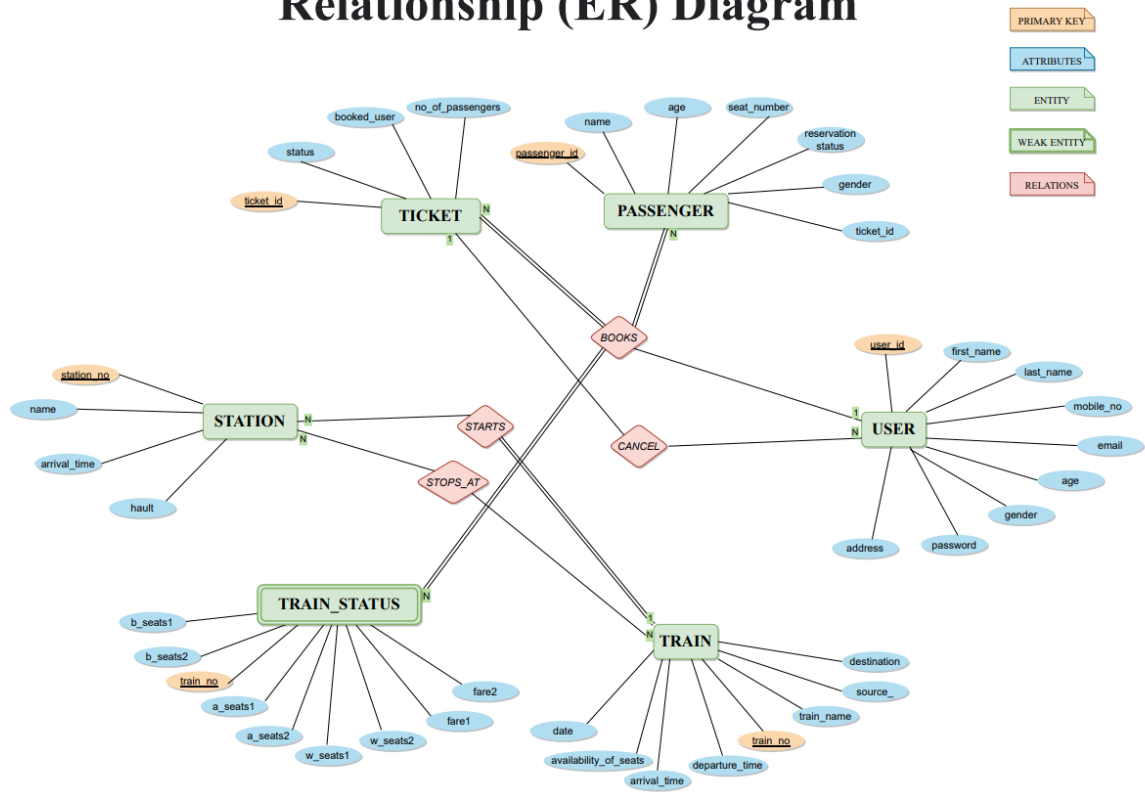 Relationship (ER) Diagram
PRIMARY KEY
ATTRIBUTES
ENTITY
WEAK ENTITY
RELATIONS
no_of_passengers
booked_user
status
ticket_id
TICKET
N
1
age
seat_number
name
reservation
status
passenger_id
gender
PASSENGER
ticket_id
N
BOOKS
user_id
first_name
last_name
mobile_no
email
age
gender
password
address
USER
1
N
CANCEL
station_no
name
arrival_time
hault
STATION
N
N
STARTS
STOPS_AT
TRAIN_STATUS
N
b_seats1
b_seats2
train_no
a_seats1
a_seats2
w_seats1
w_seats2
fare1
fare2
1
N
TRAIN
destination
source_
train_name
train_no
departure_time
arrival_time
availability_of_seats
date